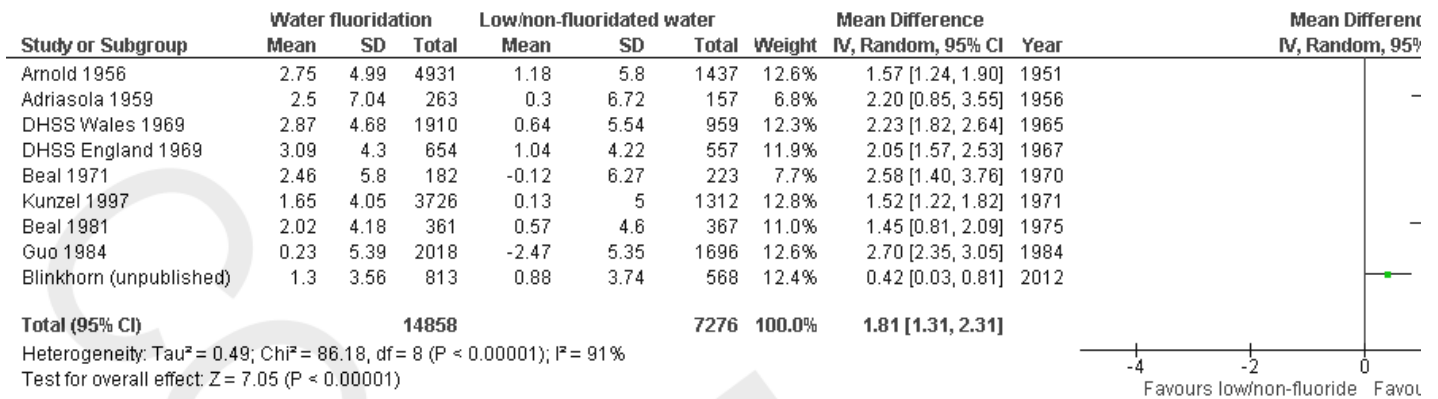 Water fluoridation Low/non-fluoridated water Mean Difference Mean Differenc
Study or Subgroup Mean SD Total Mean SD Total Weight IV, Random, 95% CI Year IV, Random, 95%
Arnold 1956 2.75 4.99 4931 1.18 5.8 1437 12.6% 1.57 [1.24, 1.90] 1951
Adriasola 1959 2.5 7.04 263 0.3 6.72 157 6.8% 2.20 [0.85, 3.55] 1956
DHSS Wales 1969 2.87 4.68 1910 0.64 5.54 959 12.3% 2.23 [1.82, 2.64] 1965
DHSS England 1969 3.09 4.3 654 1.04 4.22 557 11.9% 2.05 [1.57, 2.53] 1967
Beal 1971 2.46 5.8 182 -0.12 6.27 223 7.7% 2.58 [1.40, 3.76] 1970
Kunzel 1997 1.65 4.05 3726 0.13 5 1312 12.8% 1.52 [1.22, 1.82] 1971
Beal 1981 2.02 4.18 361 0.57 4.6 367 11.0% 1.45 [0.81, 2.09] 1975
Guo 1984 0.23 5.39 2018 -2.47 5.35 1696 12.6% 2.70 [2.35, 3.05] 1984
Blinkhorn (unpublished) 1.3 3.56 813 0.88 3.74 568 12.4% 0.42 [0.03, 0.81] 2012
Total (95% CI) 14858 7276 100.0% 1.81 [1.31, 2.31]
Heterogeneity: Tau² = 0.49; Chi² = 86.18, df = 8 (P < 0.00001); I² = 91%
Test for overall effect: Z = 7.05 (P < 0.00001)
-4 -2 0
Favours low/non-fluoride Favou